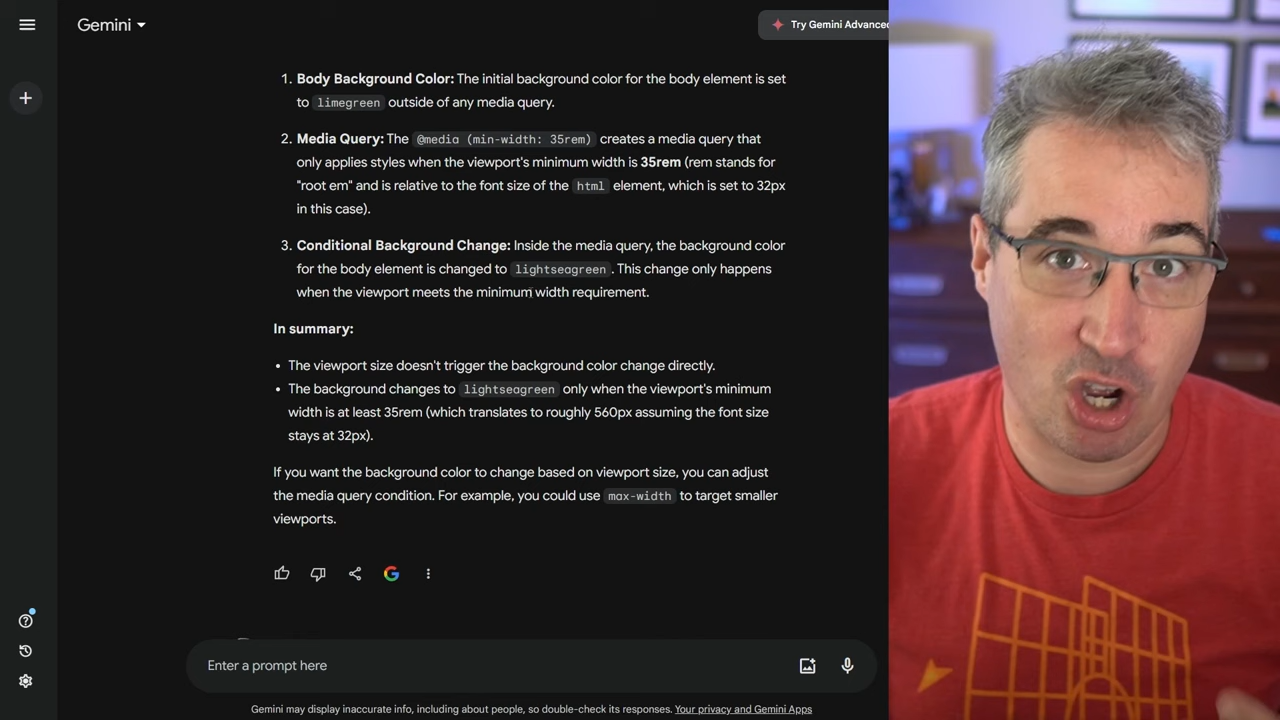 Gemini
Try Gemini Advanced
1. Body Background Color: The initial background color for the body element is set
to limegreen outside of any media query.
2. Media Query: The @media (min-width: 35rem) creates a media query that
only applies styles when the viewport's minimum width is 35rem (rem stands for
"root em" and is relative to the font size of the html element, which is set to 32px
in this case).
3. Conditional Background Change: Inside the media query, the background color
for the body element is changed to lightseagreen. This change only happens
when the viewport meets the minimum width requirement.
In summary:
• The viewport size doesn't trigger the background color change directly.
• The background changes to lightseagreen only when the viewport's minimum
width is at least 35rem (which translates to roughly 560px assuming the font size
stays at 32px).
If you want the background color to change based on viewport size, you can adjust
the media query condition. For example, you could use max-width to target smaller
viewports.
Enter a prompt here
Gemini may display inaccurate info, including about people, so double-check its responses. Your privacy and Gemini Apps